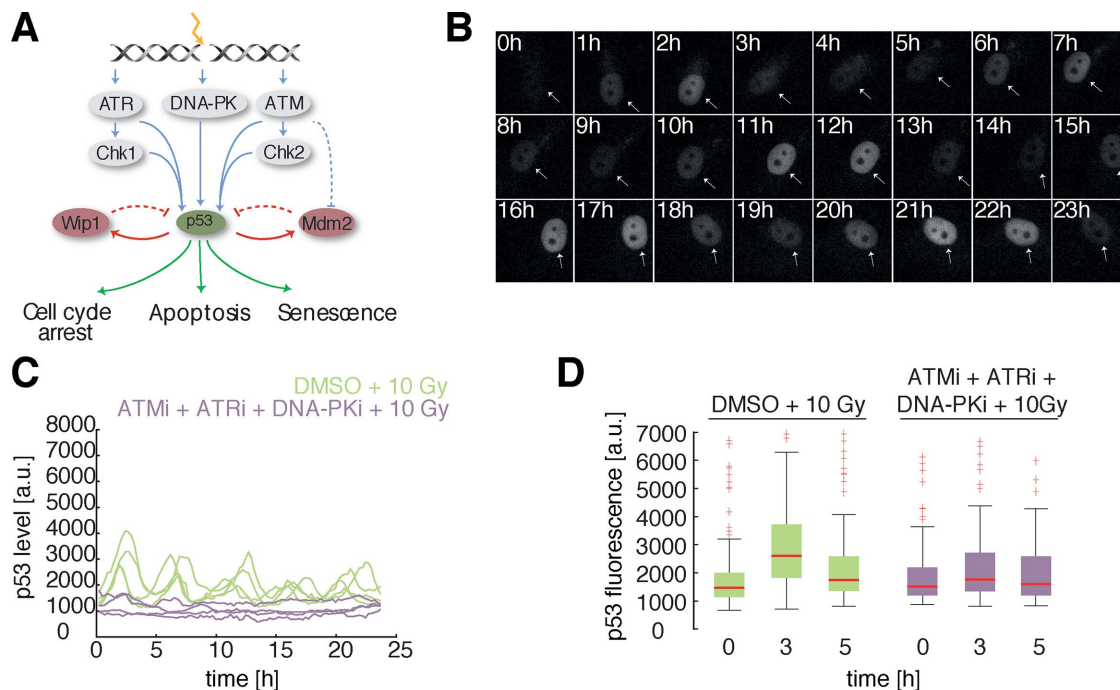 A
ATR
DNA-PK
ATM
Chk1
Chk2
Wip1
p53
Mdm2
Cell cycle
arrest
Apoptosis
Senescence
B
0h
1h
2h
3h
4h
5h
6h
7h
8h
9h
10h
11h
12h
13h
14h
15h
16h
17h
18h
19h
20h
21h
22h
23h
C
DMSO + 10 Gy
ATMi + ATRi + DNA-PKi + 10 Gy
p53 level [a.u.]
8000
7000
6000
5000
4000
3000
2000
1000
0
0 5 10 15 20 25
time [h]
D
DMSO + 10 Gy
ATMi + ATRi +
DNA-PKi + 10Gy
p53 fluorescence [a.u.]
7000
6000
5000
4000
3000
2000
1000
0
0 3 5 0 3 5
time [h]